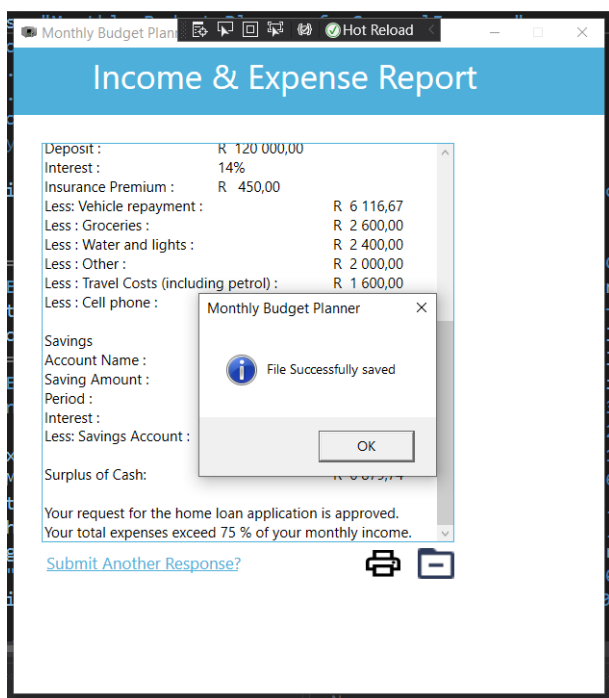 Monthly Budget Plann
Hot Reload
Income & Expense Report
Deposit : R 120 000,00
Interest : 14%
Insurance Premium : R 450,00
Less: Vehicle repayment : R 6 116,67
Less : Groceries : R 2 600,00
Less : Water and lights : R 2 400,00
Less : Other : R 2 000,00
Less : Travel Costs (including petrol) : R 1 600,00
Less : Cell phone :
Monthly Budget Planner
File Successfully saved
OK
Savings
Account Name :
Saving Amount :
Period :
Interest :
Less: Savings Account :
Surplus of Cash:
Your request for the home loan application is approved.
Your total expenses exceed 75 % of your monthly income.
Submit Another Response?